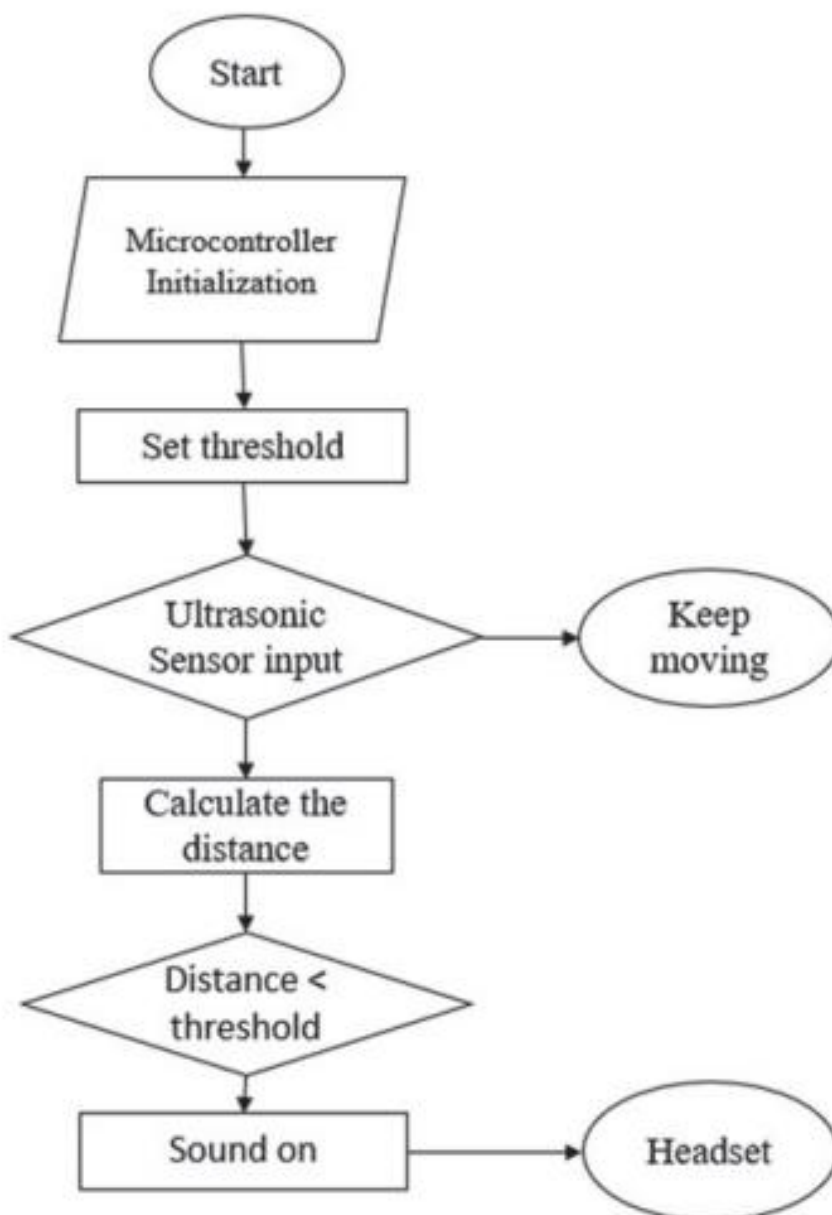 Start
Microcontroller
Initialization
Set threshold
Ultrasonic
Sensor input
Keep
moving
Calculate the
distance
Distance <
threshold
Sound on
Headset